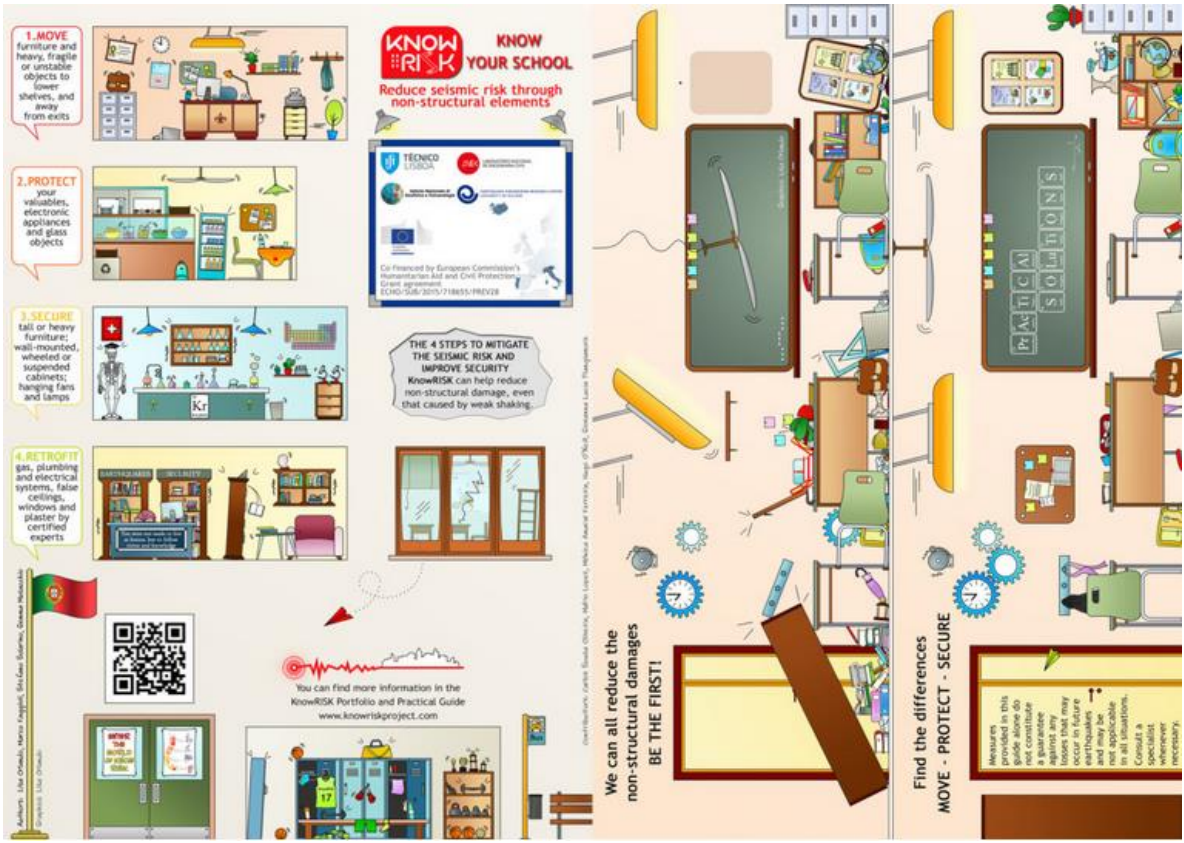 1.MOVE
furniture and
heavy, fragile
or unstable
objects to
lower
shelves, and
away
from exits
2.PROTECT
your
valuables,
electronic
appliances
and glass
objects
3.SECURE
tall or heavy
furniture;
wall-mounted,
wheeled or
suspended
cabinets;
hanging fans
and lamps
4.RETROFIT
gas, plumbing
and electrical
systems, false
ceilings,
windows and
plaster by
certified
experts
Kr
EARTHQUAKES SECURITY
KNOW
RISK
KNOW
YOUR SCHOOL
Reduce seismic risk through
non-structural elements
TÉCNICO
LISBOA
Co Financed by European Commission's
Humanitarian Aid and Civil Protection
Grant agreement
ECHO/SUB/2015/718655/PREV28
THE 4 STEPS TO MITIGATE
THE SEISMIC RISK AND
IMPROVE SECURITY
KnowRISK can help reduce
non-structural damage, even
that caused by weak shaking.
You can find more information in the
KnowRISK Portfolio and Practical Guide
www.knowriskproject.com
17
Bus
Graphics Lisa Orlando
We can all reduce the
non-structural damages
BE THE FIRST!
Graphics Lisa Orlando
Find the differences
MOVE - PROTECT - SECURE
PrAcTiCAl
SOLuTiONS
Measures
provided in this
guide alone do
not constitute
a guarantee
against any
losses that may
occur in future
earthquakes
and may be
not applicable
in all situations.
Consult a
specialist
wherever
necessary.